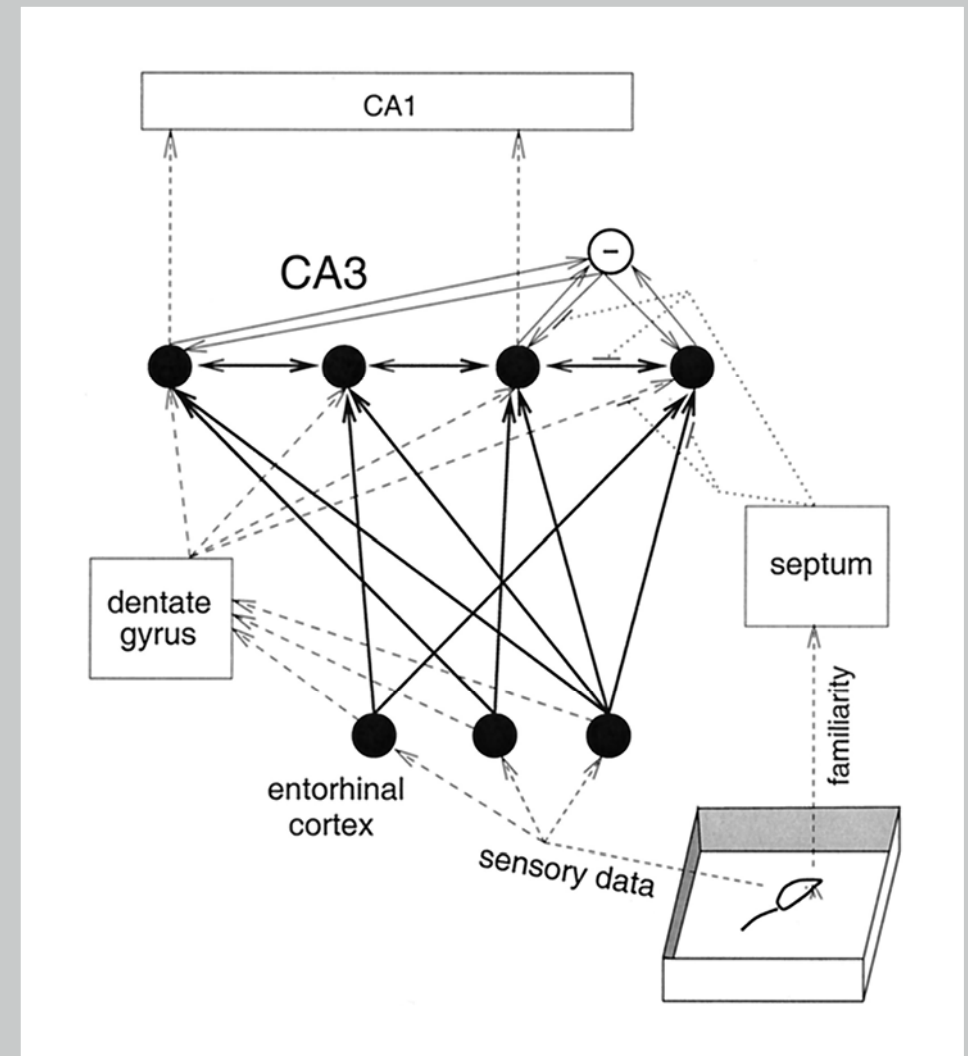 CA1
−
CA3
septum
dentate
gyrus
familiarity
entorhinal
cortex
sensory data